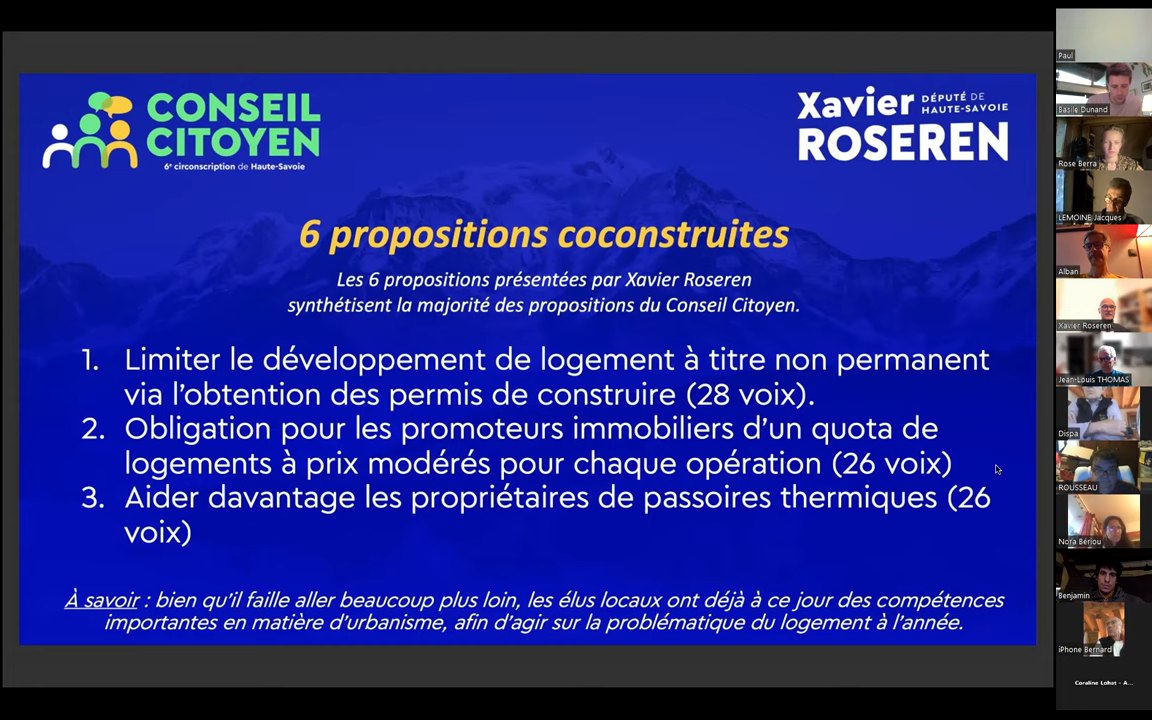 CONSEIL
CITOYEN
6e circonscription de Haute-Savoie
Xavier DÉPUTÉ DE
HAUTE-SAVOIE
ROSEREN
6 propositions coconstruites
Les 6 propositions présentées par Xavier Roseren
synthétisent la majorité des propositions du Conseil Citoyen.
1. Limiter le développement de logement à titre non permanent
via l'obtention des permis de construire (28 voix).
2. Obligation pour les promoteurs immobiliers d'un quota de
logements à prix modérés pour chaque opération (26 voix)
3. Aider davantage les propriétaires de passoires thermiques (26
voix)
À savoir : bien qu'il faille aller beaucoup plus loin, les élus locaux ont déjà à ce jour des compétences
importantes en matière d'urbanisme, afin d'agir sur la problématique du logement à l'année.
Paul
Basile Dunand
Rose Berra
LEMOINE Jacques
Alban
Xavier Roseren
Jean-Louis THOMAS
Dispa
ROUSSEAU
Nora Bériou
Benjamin
iPhone Bernard
Coraline Lohat - A...